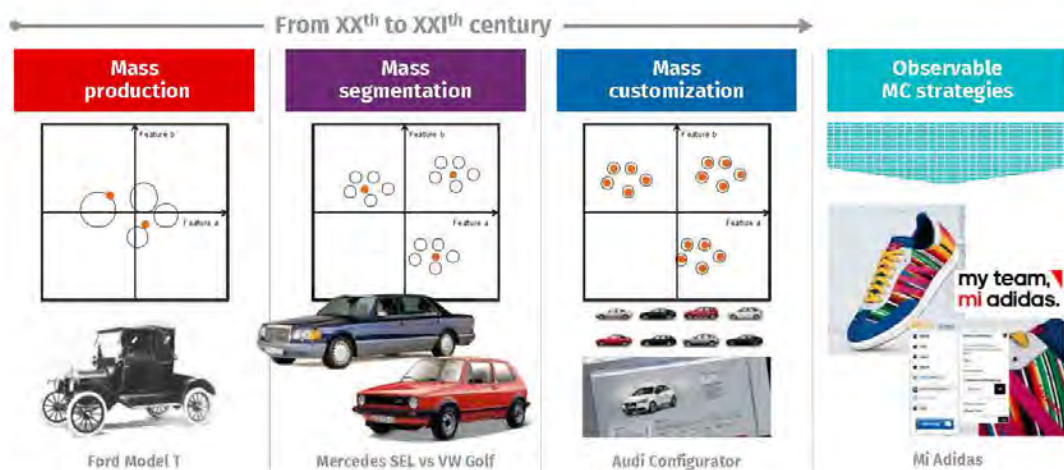 From XXth to XXIth century
Mass
production
Mass
segmentation
Mass
customization
Observable
MC strategies
Feature b
Feature a
Feature b
Feature a
Feature b
Feature a
my team,
mi adidas.
Ford Model T
Mercedes SEL vs VW Golf
Audi Configurator
Mi Adidas